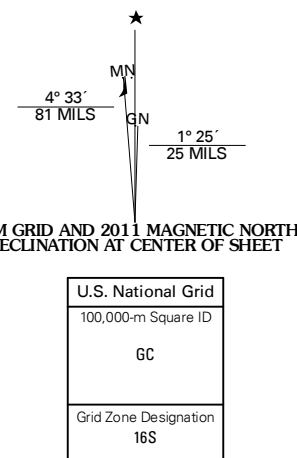 MN
GN
4° 33´
81 MILS
1° 25´
25 MILS
M GRID AND 2011 MAGNETIC NORTH
ECLINATION AT CENTER OF SHEET
U.S. National Grid
100,000-m Square ID
GC
Grid Zone Designation
16S